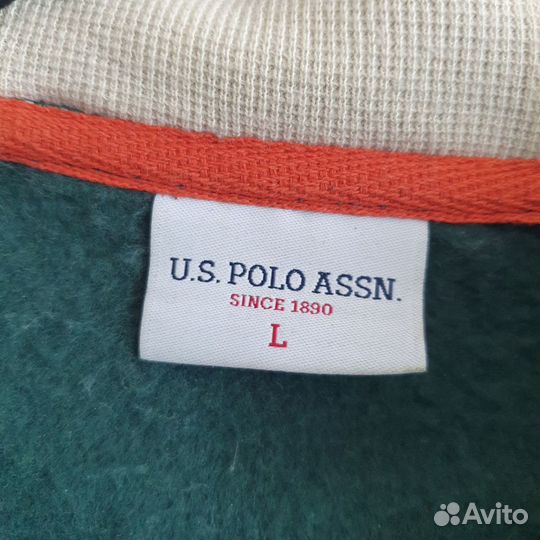 U.S. POLO ASSN.
SINCE 1890
L
Avito